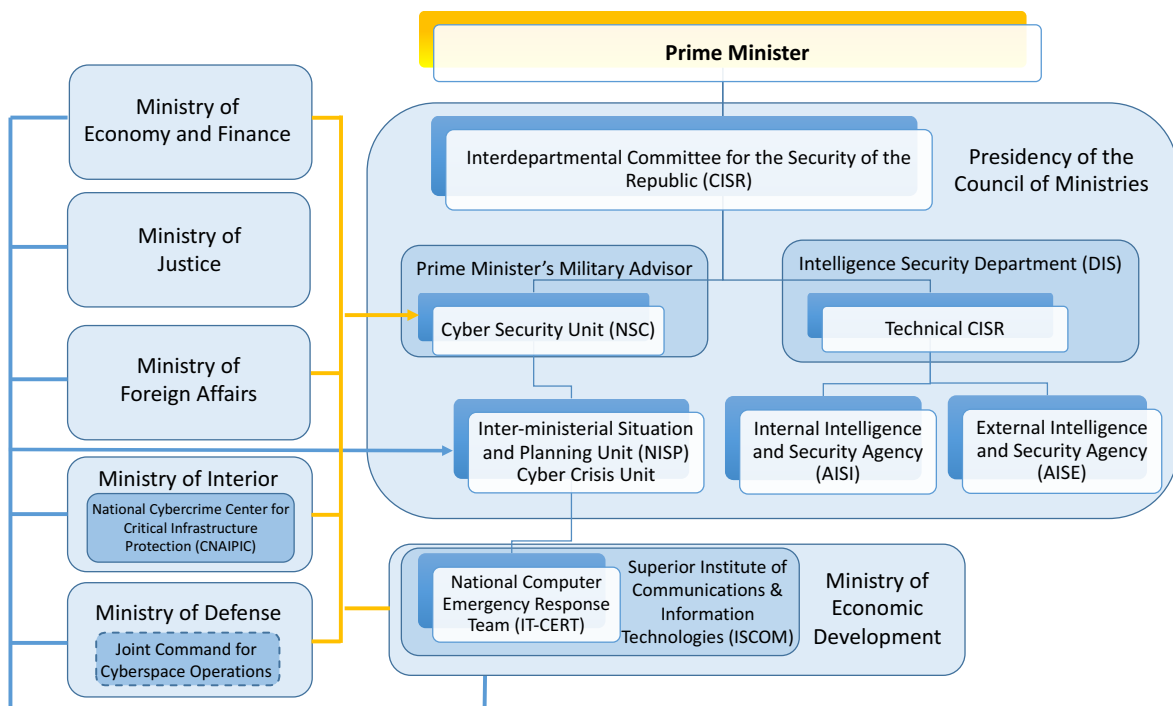 Prime Minister
Ministry of
Economy and Finance
Interdepartmental Committee for the Security of the
Republic (CISR)
Presidency of the
Council of Ministries
Ministry of
Justice
Prime Minister’s Military Advisor
Cyber Security Unit (NSC)
Intelligence Security Department (DIS)
Technical CISR
Ministry of
Foreign Affairs
Inter-ministerial Situation
and Planning Unit (NISP)
Cyber Crisis Unit
Internal Intelligence
and Security Agency
(AISI)
External Intelligence
and Security Agency
(AISE)
Ministry of Interior
National Cybercrime Center for
Critical Infrastructure
Protection (CNAIPIC)
National Computer
Emergency Response
Team (IT-CERT)
Superior Institute of
Communications &
Information
Technologies (ISCOM)
Ministry of
Economic
Development
Ministry of Defense
Joint Command for
Cyberspace Operations